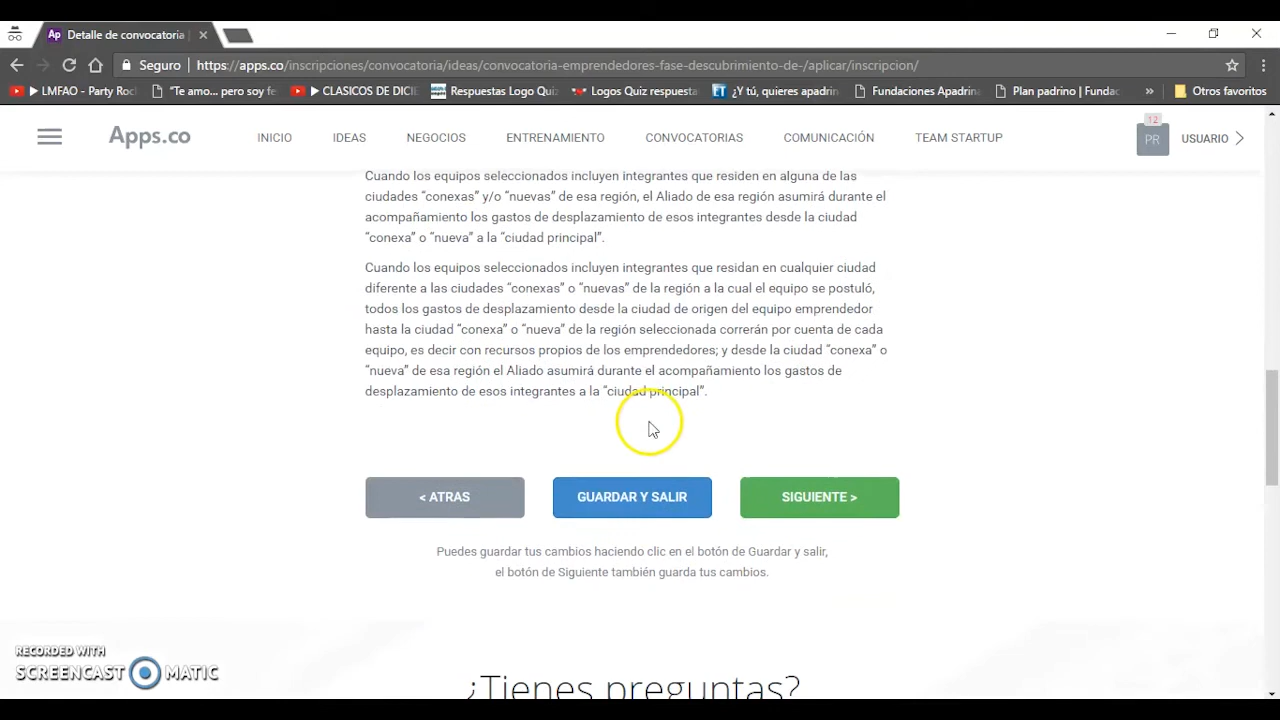 Detalle de convocatoria
Seguro
https://apps.co/inscripciones/convocatoria/ideas/convocatoria-emprendedores-fase-descubrimiento-de-/aplicar/inscripcion/
LMFAO - Party Rock
"Te amo... pero soy fe
CLASICOS DE DICIE
Respuestas Logo Quiz
Logos Quiz respuesta
¿Y tú, quieres apadrin
Fundaciones Apadrina
Plan padrino | Fundac
»
Otros favoritos
Apps.co
INICIO
IDEAS
NEGOCIOS
ENTRENAMIENTO
CONVOCATORIAS
COMUNICACIÓN
TEAM STARTUP
12
PR
USUARIO
Cuando los equipos seleccionados incluyen integrantes que residen en alguna de las
ciudades “conexas” y/o “nuevas” de esa región, el Aliado de esa región asumirá durante el
acompañamiento los gastos de desplazamiento de esos integrantes desde la ciudad
“conexa” o “nueva” a la “ciudad principal”.
Cuando los equipos seleccionados incluyen integrantes que residan en cualquier ciudad
diferente a las ciudades “conexas” o “nuevas” de la región a la cual el equipo se postuló,
todos los gastos de desplazamiento desde la ciudad de origen del equipo emprendedor
hasta la ciudad “conexa” o “nueva” de la región seleccionada correrán por cuenta de cada
equipo, es decir con recursos propios de los emprendedores; y desde la ciudad “conexa” o
“nueva” de esa región el Aliado asumirá durante el acompañamiento los gastos de
desplazamiento de esos integrantes a la “ciudad principal”.
< ATRAS
GUARDAR Y SALIR
SIGUIENTE >
Puedes guardar tus cambios haciendo clic en el botón de Guardar y salir,
el botón de Siguiente también guarda tus cambios.
RECORDED WITH
SCREENCAST MATIC
¿Tienes preguntas?